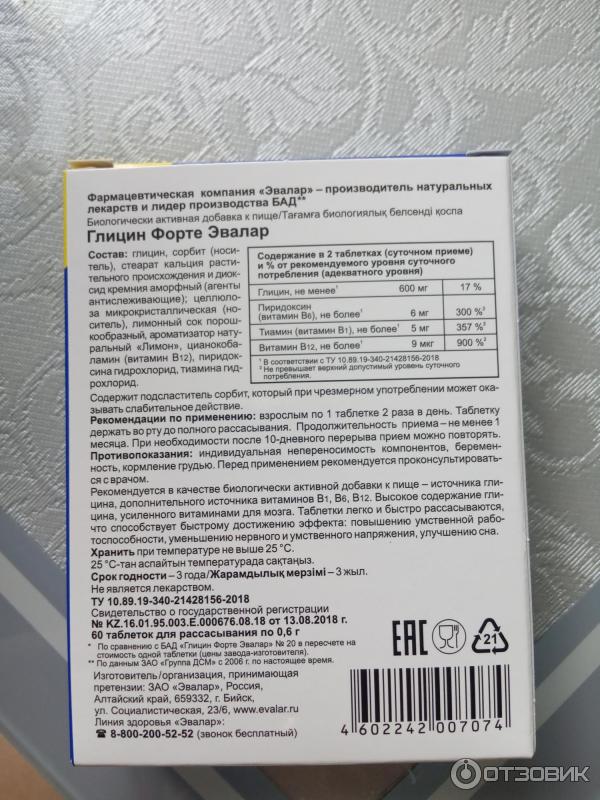 Фармацевтическая компания «Эвалар» – производитель натуральных
лекарств и лидер производства БАД**
Биологически активная добавка к пище/Тағамға биологиялық белсенді қоспа
Глицин Форте Эвалар
Состав: глицин, сорбит (носи-
тель), стеарат кальция расти-
тельного происхождения и диок-
сид кремния аморфный (агенты
антислеживающие); целлюло-
за микрокристаллическая (но-
ситель), лимонный сок порош-
кообразный, ароматизатор нату-
ральный «Лимон», цианокоба-
ламин (витамин В12), пиридок-
сина гидрохлорид, тиамина гид-
рохлорид.
Содержание в 2 таблетках (суточном приеме)
и % от рекомендуемого уровня суточного
потребления (адекватного уровня)
Глицин, не менее¹ 600 мг 17 %
Пиридоксин
(витамин В6), не более¹ 6 мг 300 %²
Тиамин (витамин В1), не более¹ 5 мг 357 %²
Витамин В12, не более¹ 9 мкг 900 %²
¹ В соответствии с ТУ 10.89.19-340-21428156-2018
² Не превышает верхний допустимый уровень суточного
потребления.
Содержит подсластитель сорбит, который при чрезмерном употреблении может ока-
зывать слабительное действие.
Рекомендации по применению: взрослым по 1 таблетке 2 раза в день. Таблетку
держать во рту до полного рассасывания. Продолжительность приема – не менее 1
месяца. При необходимости после 10-дневного перерыва прием можно повторять.
Противопоказания: индивидуальная непереносимость компонентов, беремен-
ность, кормление грудью. Перед применением рекомендуется проконсультировать-
ся с врачом.
Рекомендуется в качестве биологически активной добавки к пище – источника гли-
цина, дополнительного источника витаминов В1, В6, В12. Высокое содержание гли-
цина, усиленного витаминами для мозга. Таблетки легко и быстро рассасываются,
что способствует быстрому достижению эффекта: повышению умственной рабо-
тоспособности, уменьшению нервного и умственного напряжения, улучшению сна.
Хранить при температуре не выше 25 °С.
25 °С-тан аспайтын температурада сақтаңыз.
Срок годности – 3 года/Жарамдылық мерзімі – 3 жыл.
Не является лекарством.
ТУ 10.89.19-340-21428156-2018
Свидетельство о государственной регистрации
№ KZ.16.01.95.003.E.000676.08.18 от 13.08.2018 г.
60 таблеток для рассасывания по 0,6 г
* По сравнению с БАД «Глицин Форте Эвалар» № 20 в пересчете на
стоимость одной таблетки (цены завода-изготовителя).
** По данным ЗАО «Группа ДСМ» с 2006 г. по настоящее время.
Изготовитель/организация, принимающая
претензии: ЗАО «Эвалар», Россия,
Алтайский край, 659332, г. Бийск,
ул. Социалистическая, 23/6, www.evalar.ru
Линия здоровья «Эвалар»:
☎ 8-800-200-52-52 (звонок бесплатный)
EAC
21
4 602242 007074
ОТЗОВИК